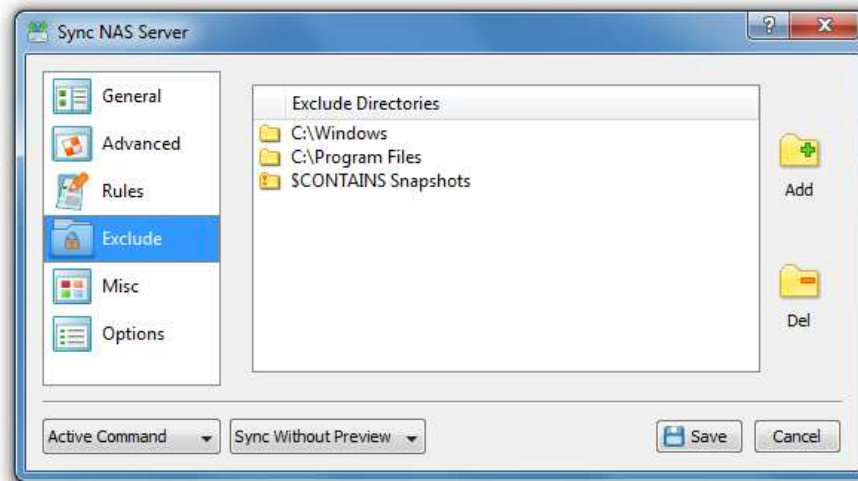 Sync NAS Server
?
General
Advanced
Rules
Exclude
Misc
Options
Exclude Directories
C:\Windows
C:\Program Files
$CONTAINS Snapshots
Add
Del
Active Command
Sync Without Preview
Save
Cancel